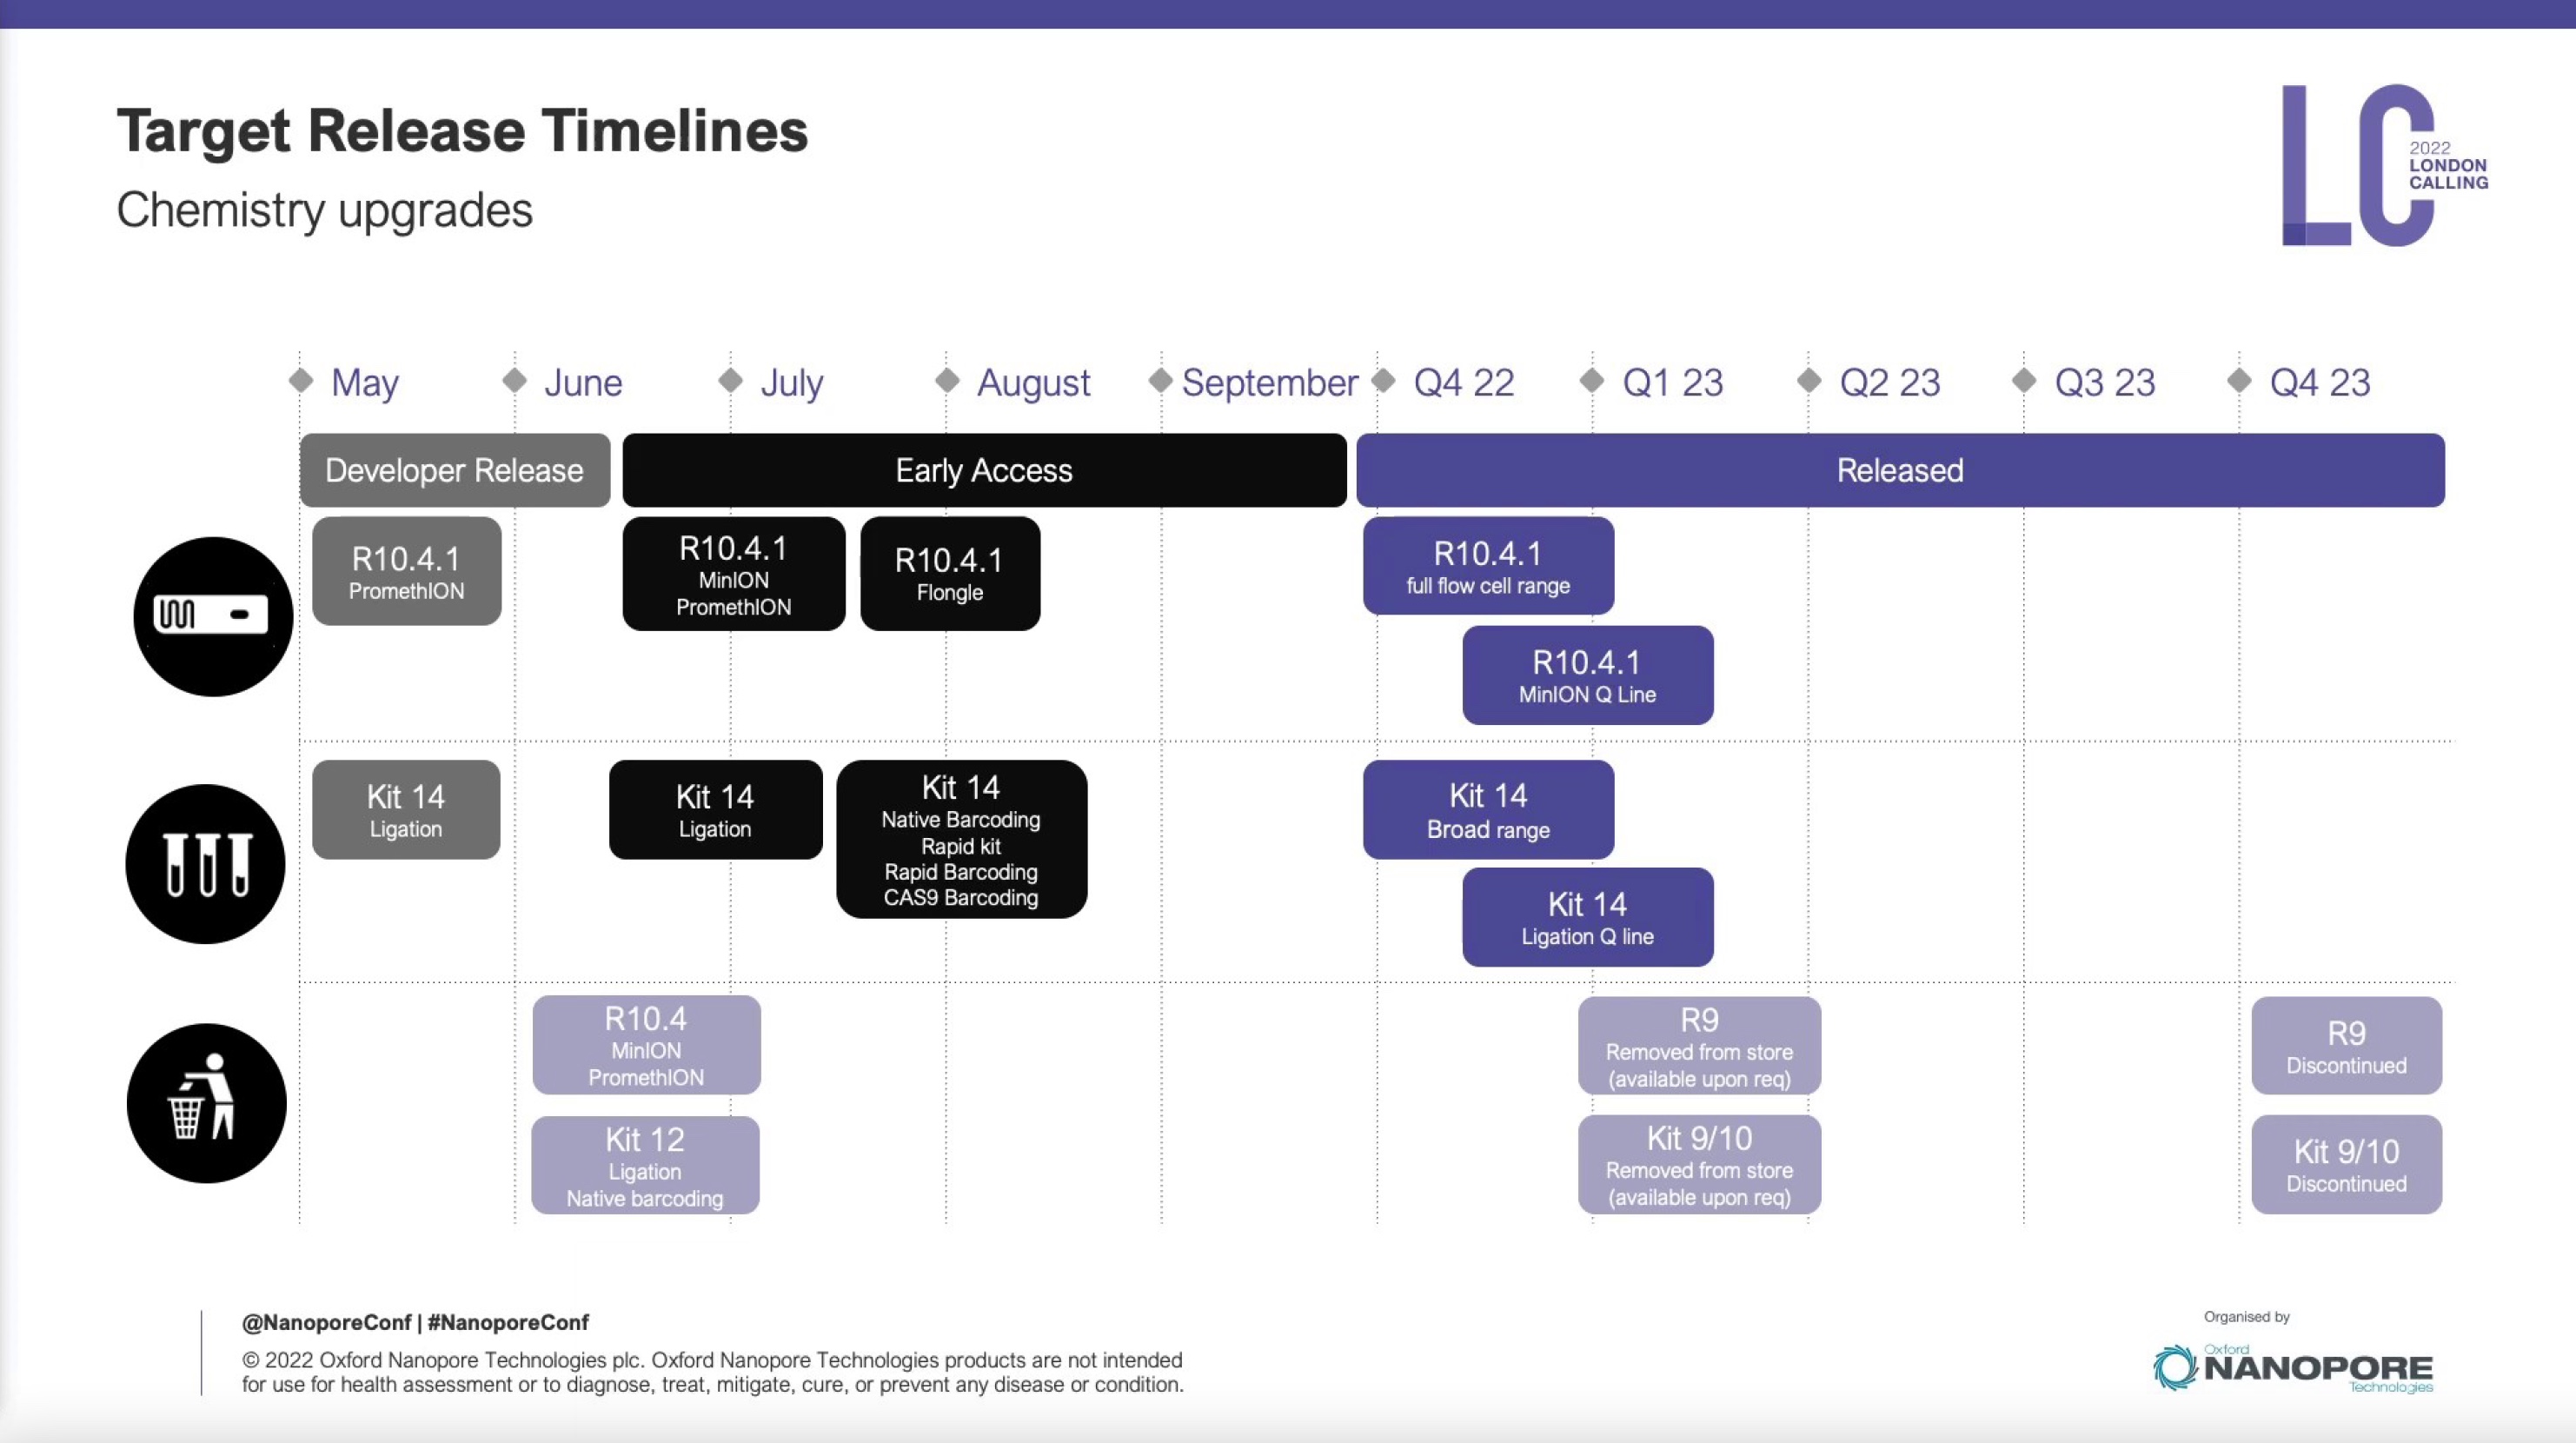 Target Release Timelines
Chemistry upgrades
LC
2022
LONDON
CALLING
May
June
July
August
September
Q4 22
Q1 23
Q2 23
Q3 23
Q4 23
Developer Release
Early Access
Released
R10.4.1
PromethION
R10.4.1
MinION
PromethION
R10.4.1
Flongle
R10.4.1
full flow cell range
R10.4.1
MinION Q Line
Kit 14
Ligation
Kit 14
Ligation
Kit 14
Native Barcoding
Rapid kit
Rapid Barcoding
CAS9 Barcoding
Kit 14
Broad range
Kit 14
Ligation Q line
R10.4
MinION
PromethION
R9
Removed from store
(available upon req)
R9
Discontinued
Kit 12
Ligation
Native barcoding
Kit 9/10
Removed from store
(available upon req)
Kit 9/10
Discontinued
@NanoporeConf | #NanoporeConf
© 2022 Oxford Nanopore Technologies plc. Oxford Nanopore Technologies products are not intended
for use for health assessment or to diagnose, treat, mitigate, cure, or prevent any disease or condition.
Organised by
Oxford
NANOPORE
Technologies